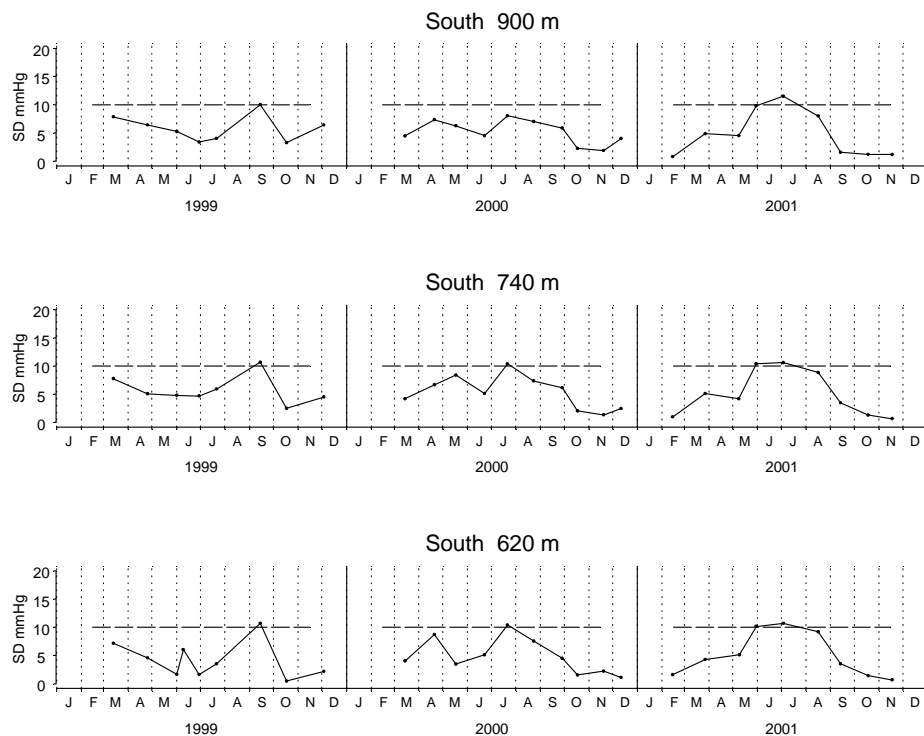 South 900 m
20
15
10
5
0
SD mmHg
J F M A M J J A S O N D J F M A M J J A S O N D J F M A M J J A S O N D
1999 2000 2001
South 740 m
20
15
10
5
0
SD mmHg
J F M A M J J A S O N D J F M A M J J A S O N D J F M A M J J A S O N D
1999 2000 2001
South 620 m
20
15
10
5
0
SD mmHg
J F M A M J J A S O N D J F M A M J J A S O N D J F M A M J J A S O N D
1999 2000 2001